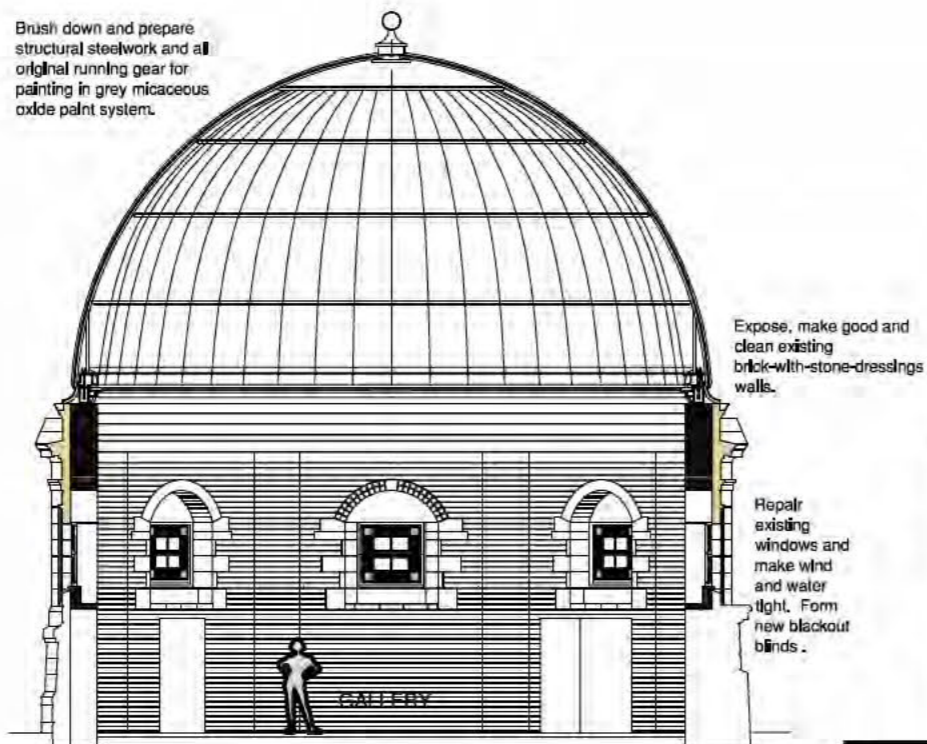 Brush down and prepare
structural steelwork and all
original running gear for
painting in grey micaceous
oxide paint system.
Expose, make good and
clean existing
brick-with-stone-dressings
walls.
Repair
existing
windows and
make wind
and water
tight. Form
new blackout
blinds.
GALLERY